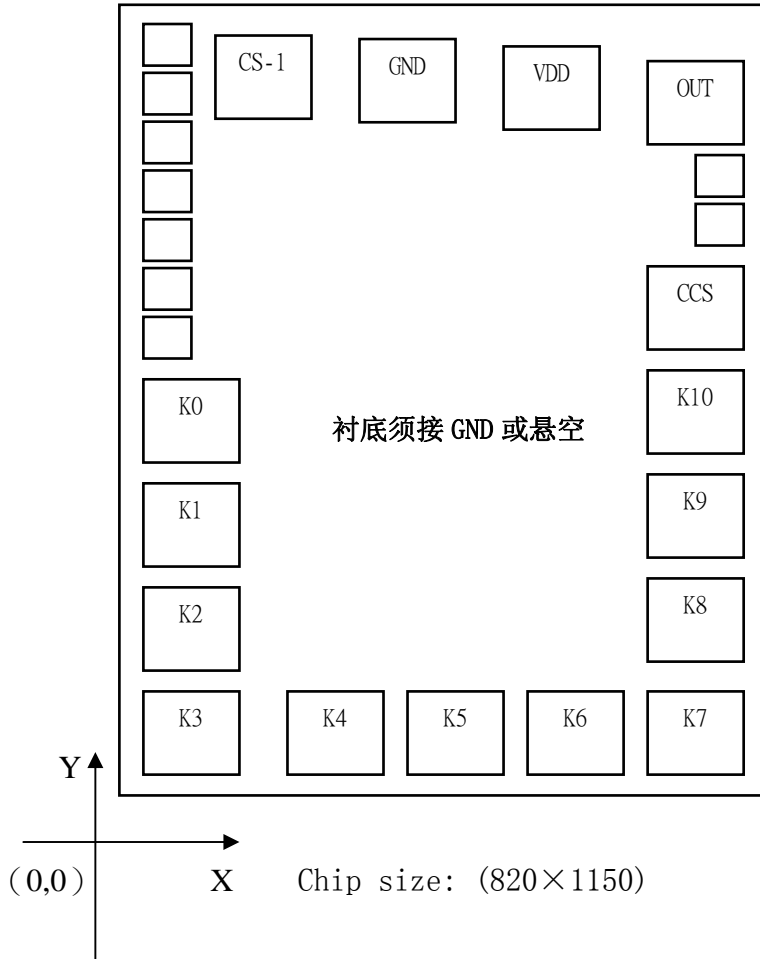 CS-1
GND
VDD
OUT
CCS
K0
K10
衬底须接 GND 或悬空
K1
K9
K2
K8
K3
K4
K5
K6
K7
Y
(0,0)
X
Chip size: (820×1150)